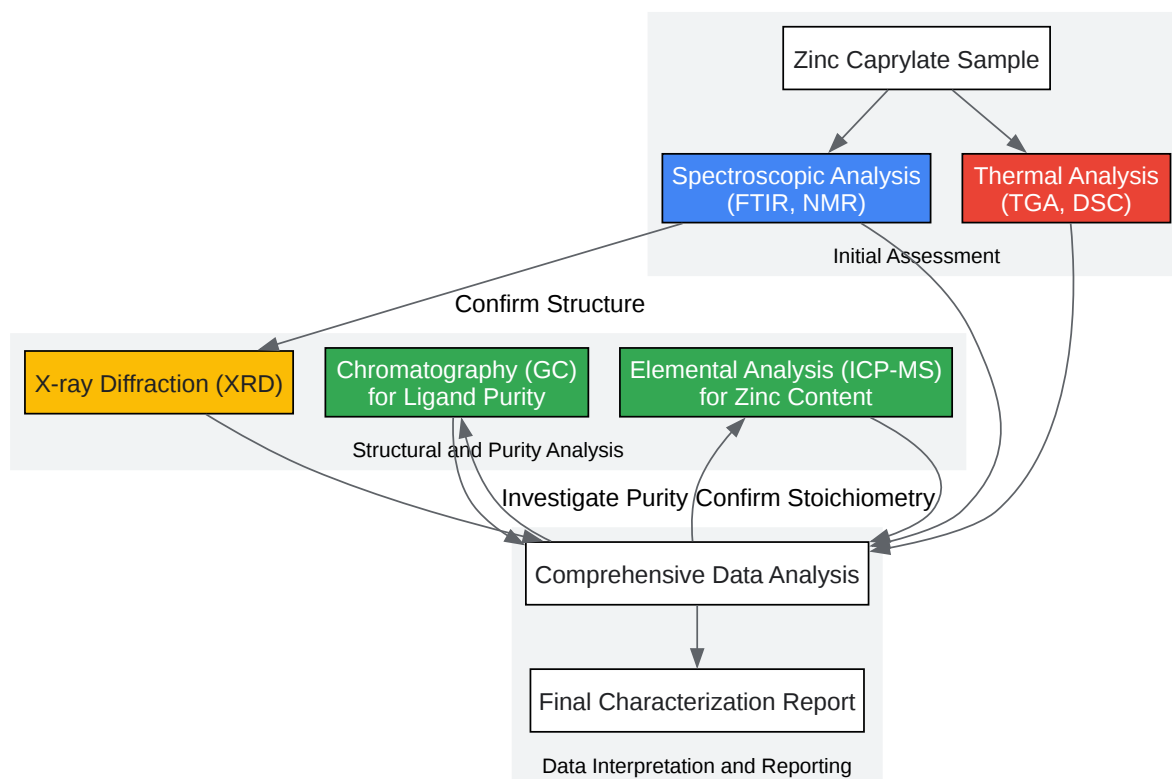 Zinc Caprylate Sample
Spectroscopic Analysis
(FTIR, NMR)
Thermal Analysis
(TGA, DSC)
Initial Assessment
Confirm Structure
X-ray Diffraction (XRD)
Chromatography (GC)
for Ligand Purity
Elemental Analysis (ICP-MS)
for Zinc Content
Structural and Purity Analysis
Investigate Purity
Confirm Stoichiometry
Comprehensive Data Analysis
Final Characterization Report
Data Interpretation and Reporting